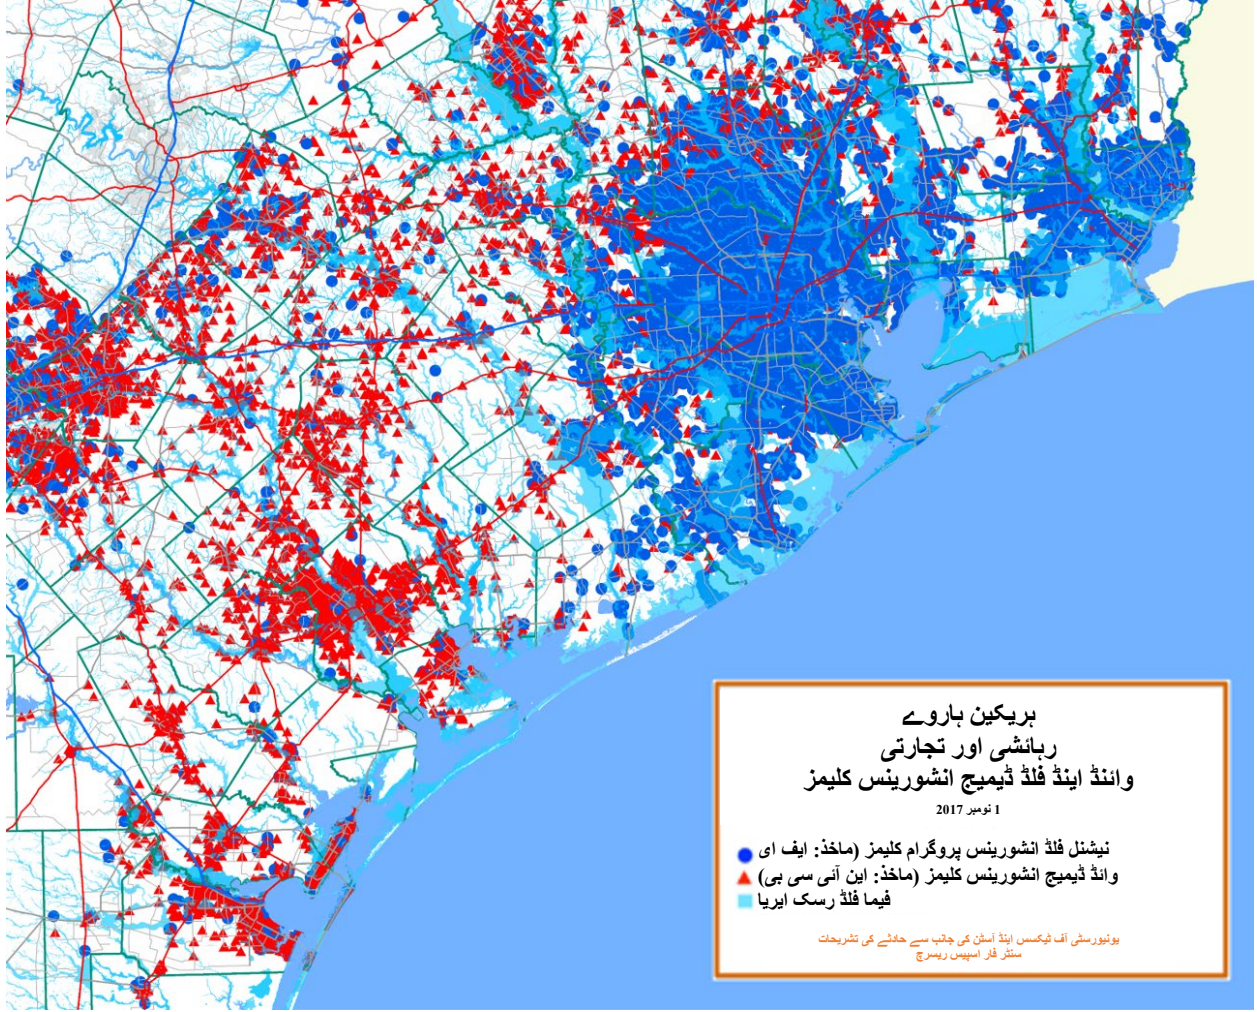 ہریکین ہاروے
رہائشی اور تجارتی
وائنڈ اینڈ فلڈ ڈیمیج انشورینس کلیمز
1 نومبر 2017
نیشنل فلڈ انشورینس پروگرام کلیمز (ماخذ: ایف ای
وائڈ ڈیمیج انشورینس کلیمز (ماخذ: این آئی سی بی)
فیما فلڈ رسک ایریا
یونیورسٹی آف ٹیکسس اینڈ آسٹن کی جانب سے حادثے کی تشریحات
سنٹر فار اسپیس ریسرچ